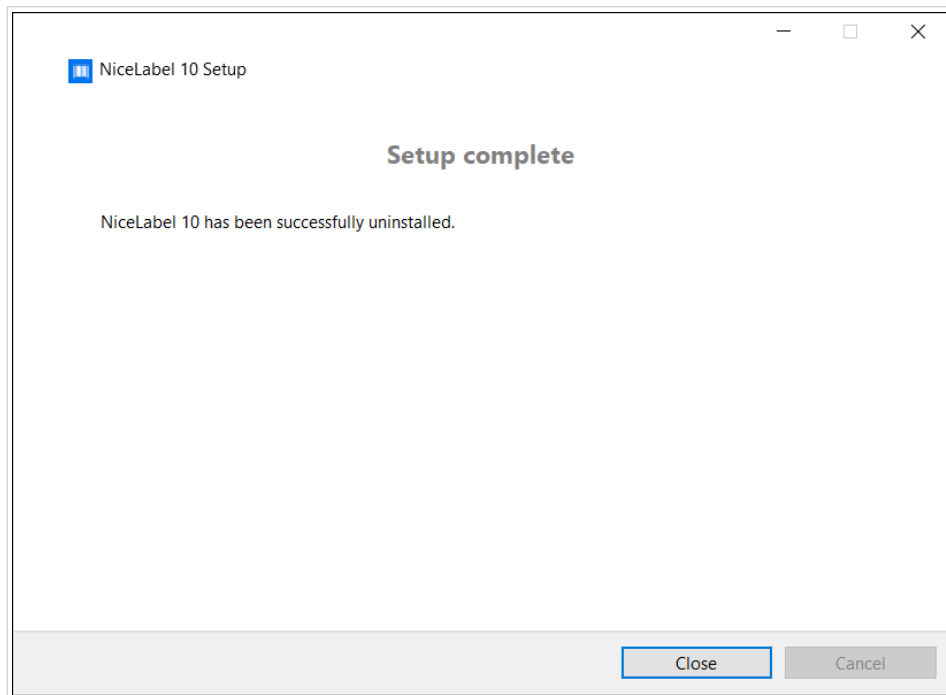 NiceLabel 10 Setup
Setup complete
NiceLabel 10 has been successfully uninstalled.
Close
Cancel